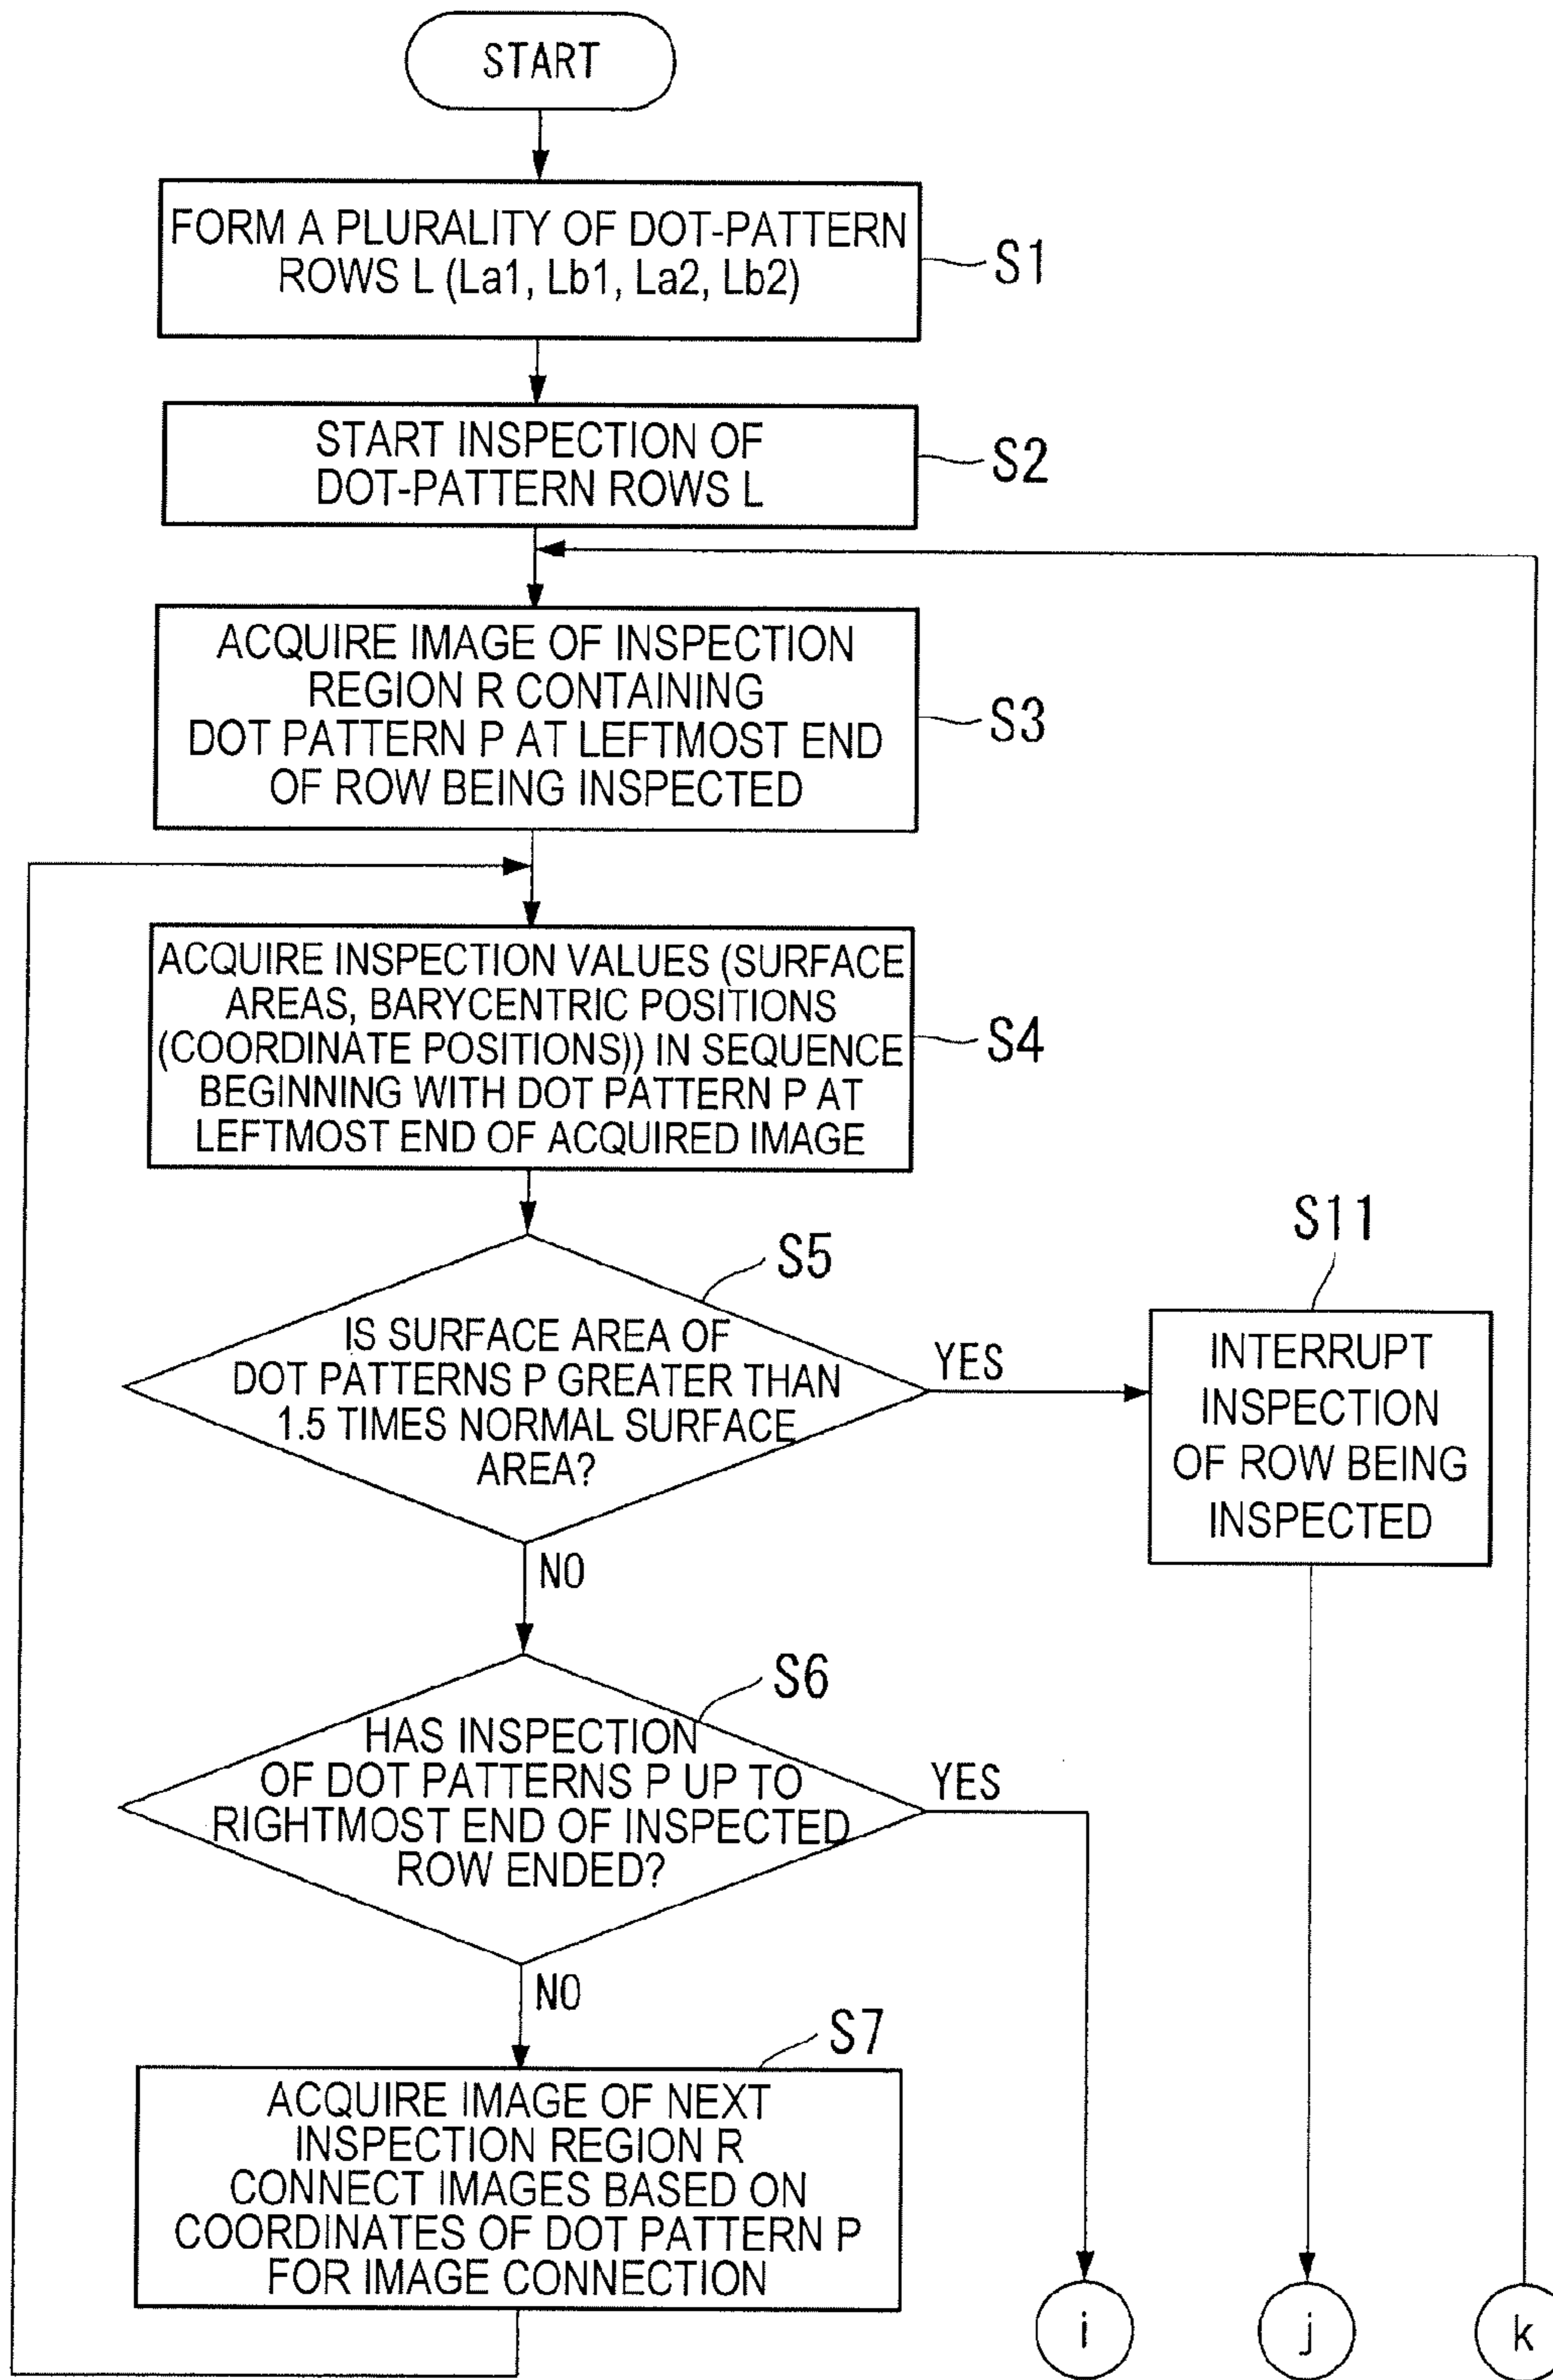 START
FORM A PLURALITY OF DOT-PATTERN
ROWS L (La1, Lb1, La2, Lb2)
S1
START INSPECTION OF
DOT-PATTERN ROWS L
S2
ACQUIRE IMAGE OF INSPECTION
REGION R CONTAINING
DOT PATTERN P AT LEFTMOST END
OF ROW BEING INSPECTED
S3
ACQUIRE INSPECTION VALUES (SURFACE
AREAS, BARYCENTRIC POSITIONS
(COORDINATE POSITIONS)) IN SEQUENCE
BEGINNING WITH DOT PATTERN P AT
LEFTMOST END OF ACQUIRED IMAGE
S4
S5
IS SURFACE AREA OF
DOT PATTERNS P GREATER THAN
1.5 TIMES NORMAL SURFACE
AREA?
YES
NO
S11
INTERRUPT
INSPECTION
OF ROW BEING
INSPECTED
S6
HAS INSPECTION
OF DOT PATTERNS P UP TO
RIGHTMOST END OF INSPECTED
ROW ENDED?
YES
NO
S7
ACQUIRE IMAGE OF NEXT
INSPECTION REGION R
CONNECT IMAGES BASED ON
COORDINATES OF DOT PATTERN P
FOR IMAGE CONNECTION
i
j
k